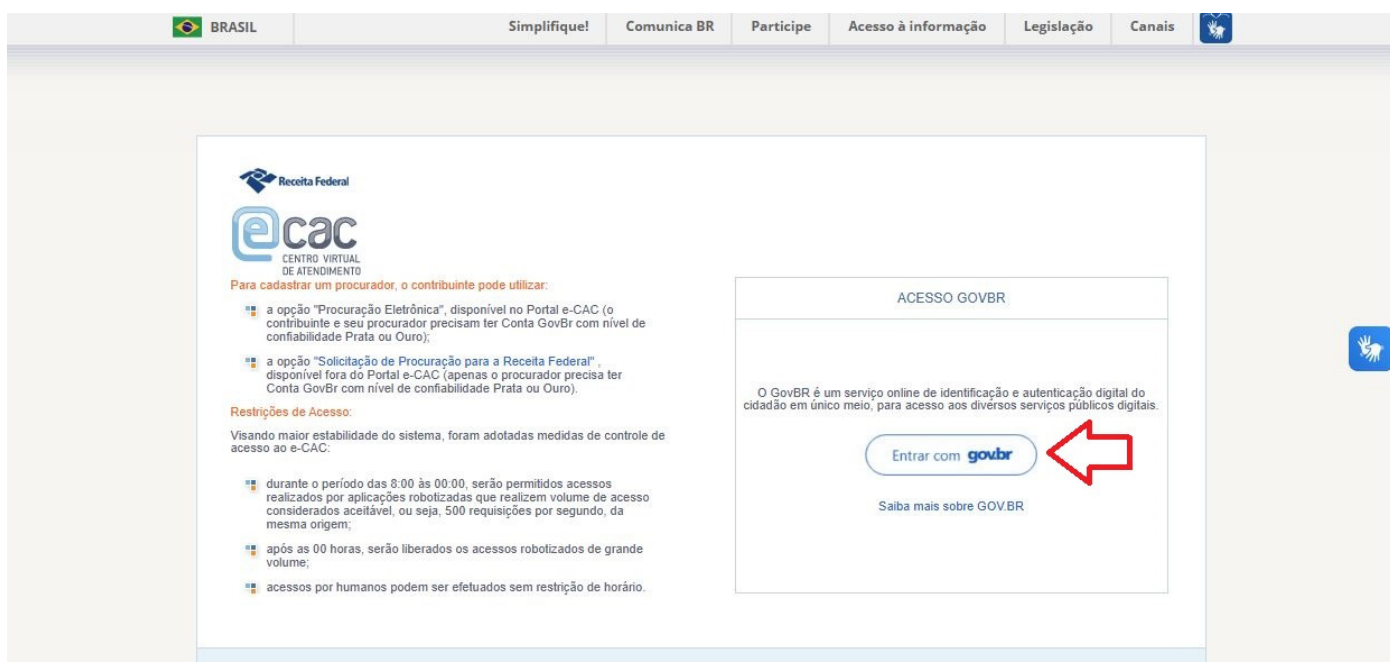 BRASIL Simplifique! Comunica BR Participe Acesso à informação Legislação Canais
Receita Federal
ecac
CENTRO VIRTUAL
DE ATENDIMENTO
Para cadastrar um procurador, o contribuinte pode utilizar:
a opção "Procuração Eletrônica", disponível no Portal e-CAC (o
contribuinte e seu procurador precisam ter Conta GovBr com nível de
confiabilidade Prata ou Ouro);
a opção "Solicitação de Procuração para a Receita Federal" ,
disponível fora do Portal e-CAC (apenas o procurador precisa ter
Conta GovBr com nível de confiabilidade Prata ou Ouro).
Restrições de Acesso:
Visando maior estabilidade do sistema, foram adotadas medidas de controle de
acesso ao e-CAC:
durante o período das 8:00 às 00:00, serão permitidos acessos
realizados por aplicações robotizadas que realizem volume de acesso
considerados aceitável, ou seja, 500 requisições por segundo, da
mesma origem;
após as 00 horas, serão liberados os acessos robotizados de grande
volume;
acessos por humanos podem ser efetuados sem restrição de horário.
ACESSO GOVBR
O GovBR é um serviço online de identificação e autenticação digital do
cidadão em único meio, para acesso aos diversos serviços públicos digitais.
Entrar com gov.br
Saiba mais sobre GOV.BR